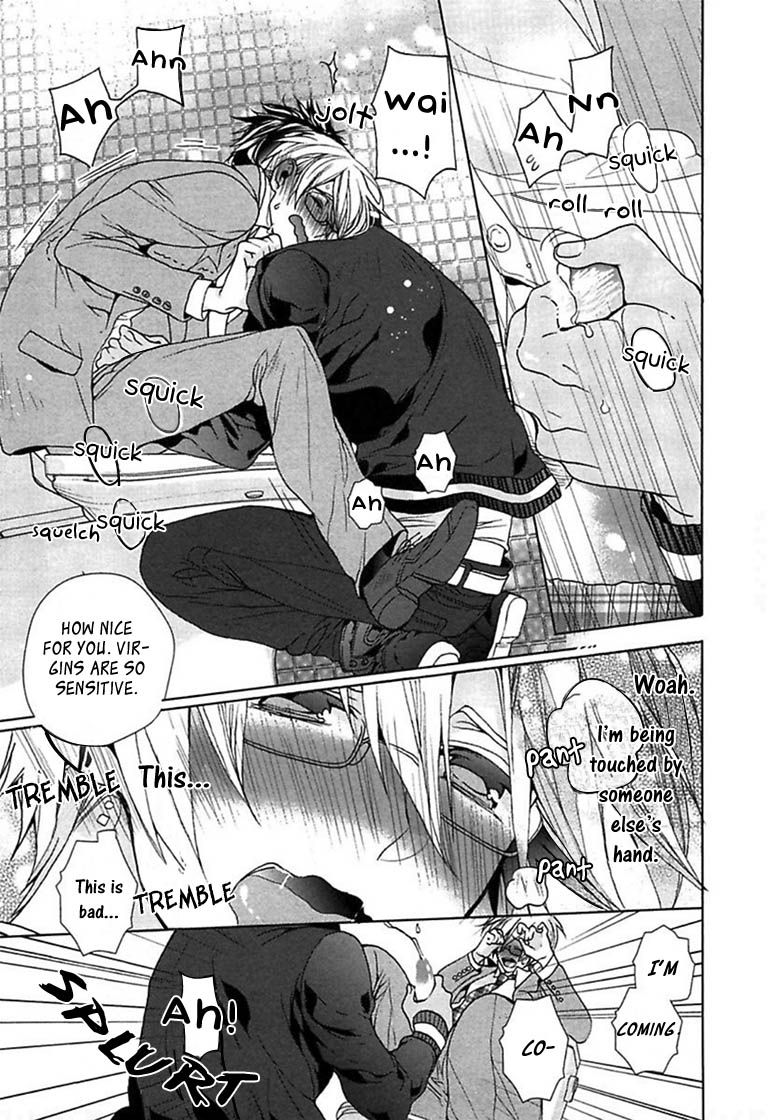 Nn
Ah
squick
roll roll
squick
Wai
...!
jolt
Ahn
Ah
squick
squick
squick
squelch
Ah
Ah
HOW NICE
FOR YOU. VIR-
GINS ARE SO
SENSITIVE.
Woah.
I'm being
touched by
someone
else's
hand.
pant
pant
This...
TREMBLE
TREMBLE
This is
bad...
I'M
COMING
CO-
Ah!
SPLURT